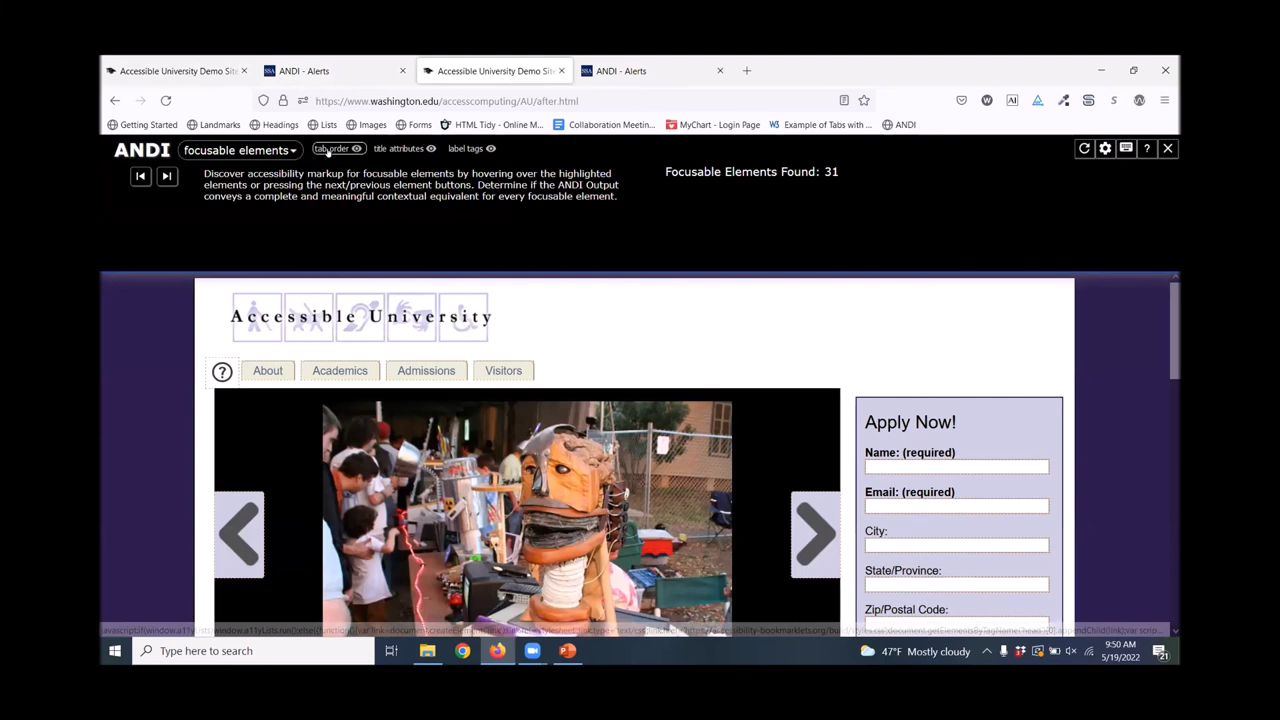 Accessible University Demo Sit
ANDI - Alerts
Accessible University Demo Sit
ANDI - Alerts
https://www.washington.edu/accesscomputing/AU/after.html
Getting Started
Landmarks
Headings
Lists
Images
Forms
HTML Tidy - Online M...
Collaboration Meetin...
MyChart - Login Page
Example of Tabs with ...
ANDI
ANDI
focusable elements
tab order
title attributes
label tags
Discover accessibility markup for focusable elements by hovering over the highlighted
elements or pressing the next/previous element buttons. Determine if the ANDI Output
conveys a complete and meaningful contextual equivalent for every focusable element.
Focusable Elements Found: 31
Accessible University
About
Academics
Admissions
Visitors
Apply Now!
Name: (required)
Email: (required)
City:
State/Province:
Zip/Postal Code:
Type here to search
47°F Mostly cloudy
9:50 AM
5/19/2022
21